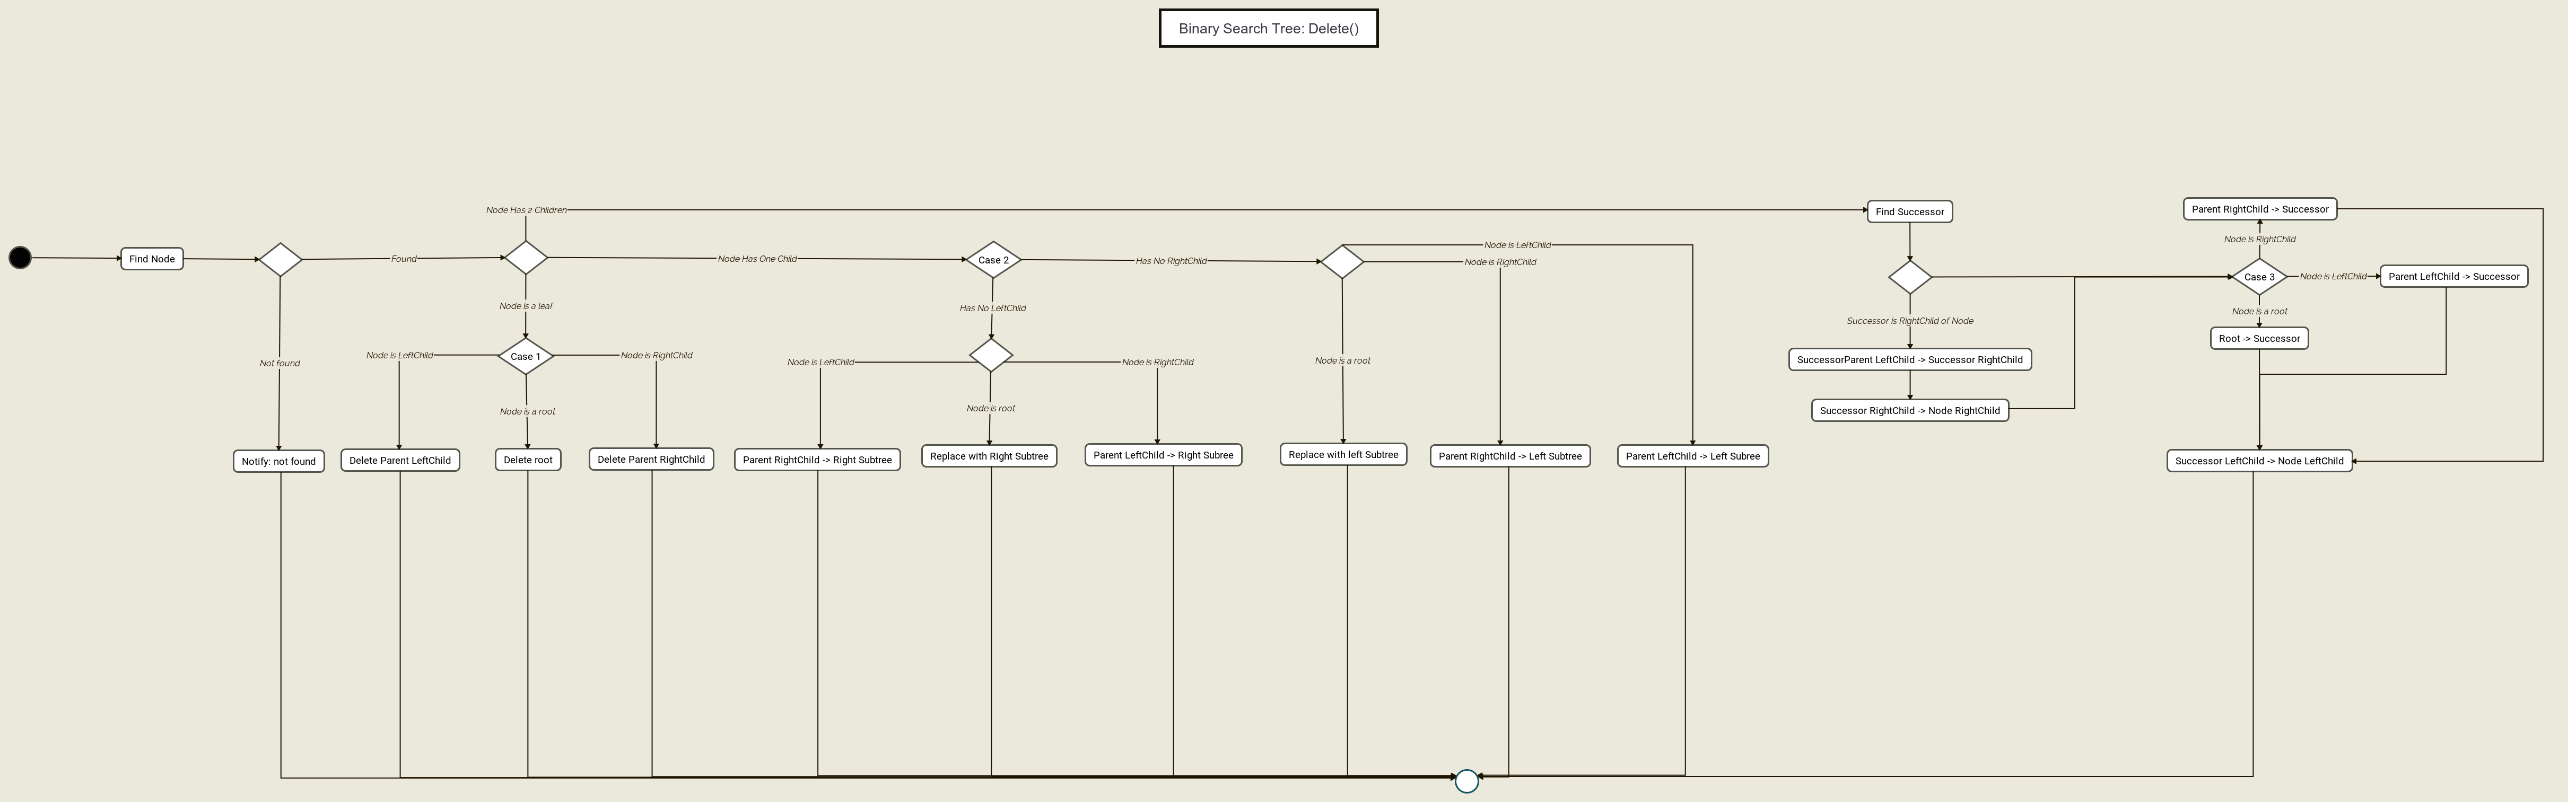 Binary Search Tree: Delete()
Node Has 2 Children
Find Successor
Parent RightChild -> Successor
Node is RightChild
Find Node
Found
Node Has One Child
Case 2
Has No RightChild
Node is LeftChild
Node is RightChild
Case 3
Node is LeftChild
Parent LeftChild -> Successor
Node is a leaf
Has No LeftChild
Successor is RightChild of Node
Node is a root
Root -> Successor
Not found
Node is LeftChild
Case 1
Node is RightChild
Node is LeftChild
Node is RightChild
Node is a root
SuccessorParent LeftChild -> Successor RightChild
Node is a root
Node is root
Successor RightChild -> Node RightChild
Notify: not found
Delete Parent LeftChild
Delete root
Delete Parent RightChild
Parent RightChild -> Right Subtree
Replace with Right Subtree
Parent LeftChild -> Right Subree
Replace with left Subtree
Parent RightChild -> Left Subtree
Parent LeftChild -> Left Subree
Successor LeftChild -> Node LeftChild